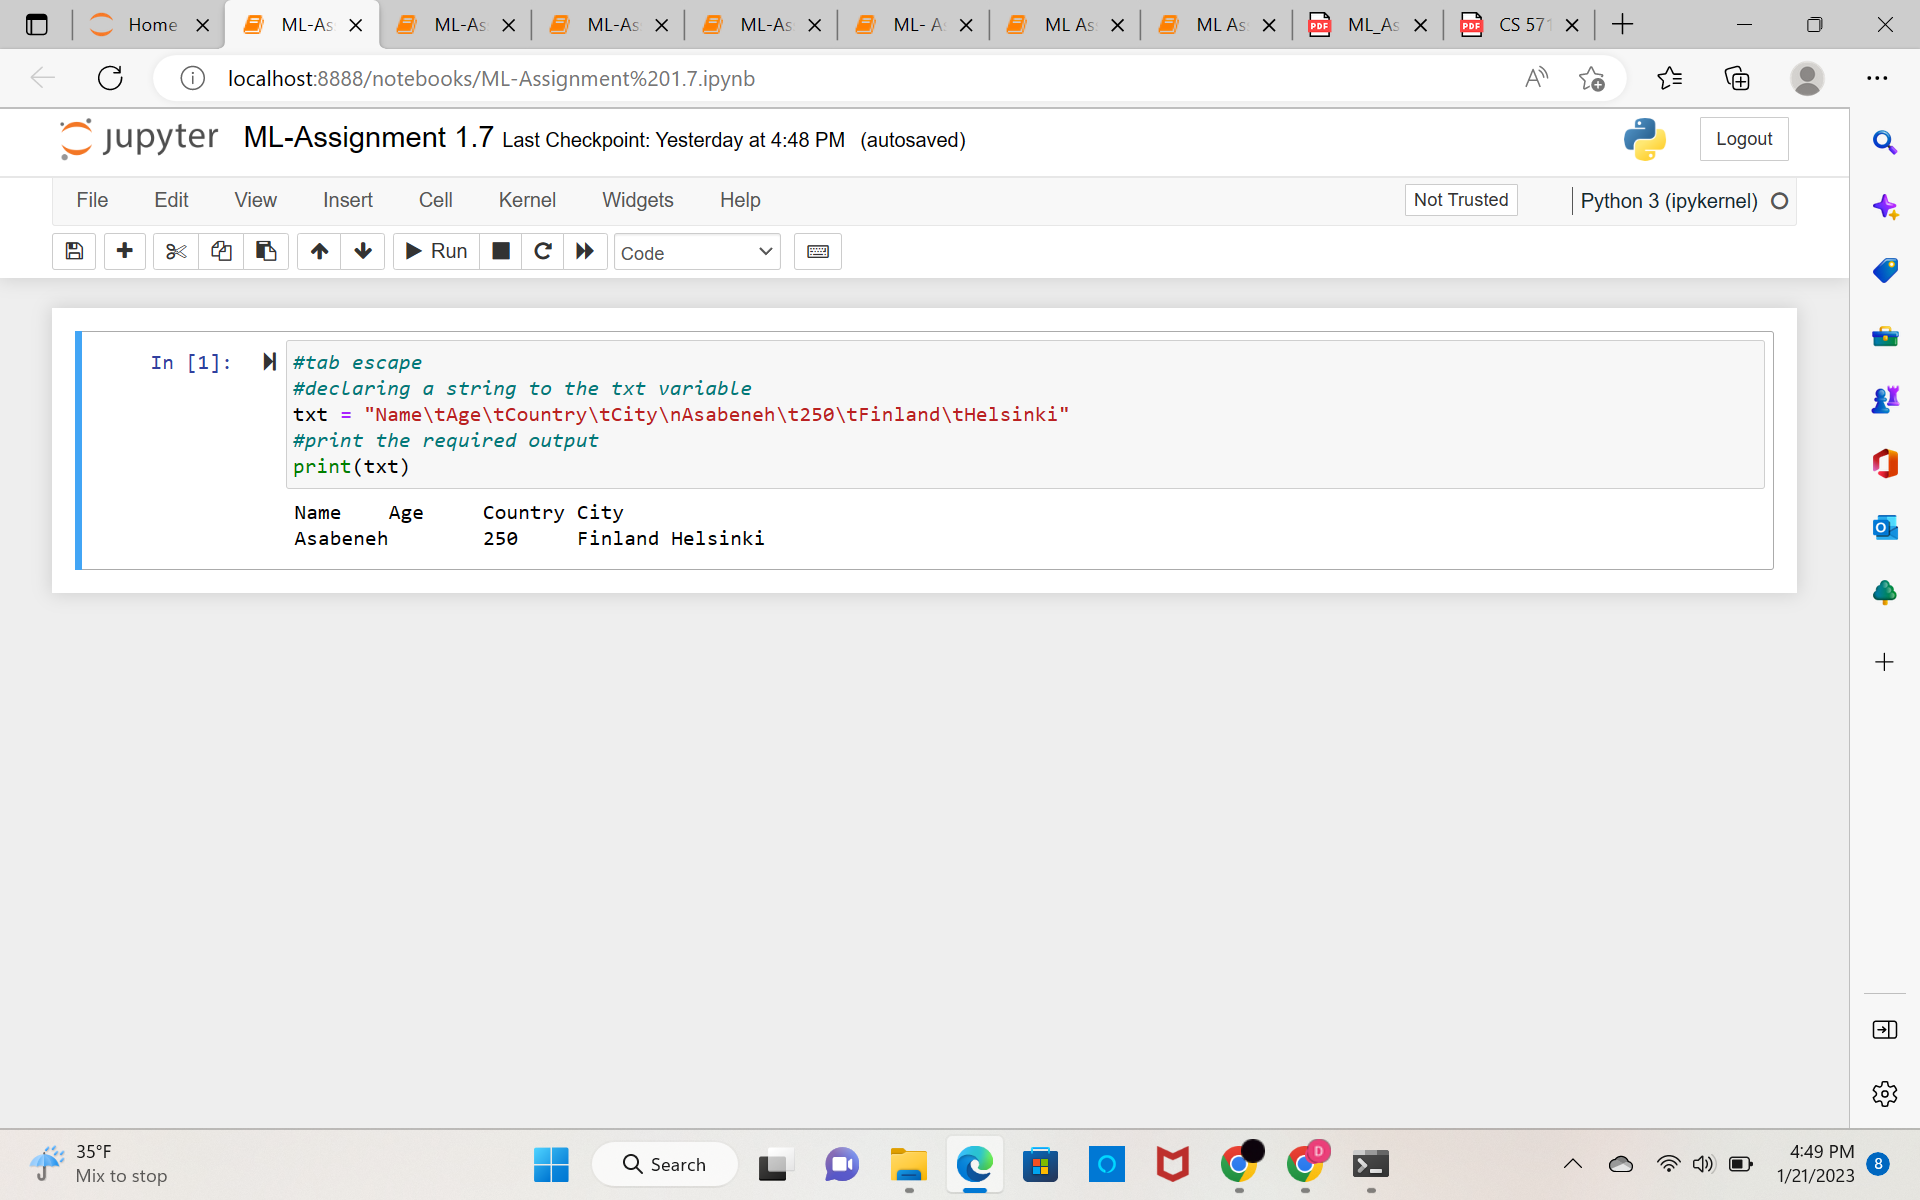 Home
ML-As
ML-As
ML-As
ML-As
ML- A
ML As
ML As
ML_As
CS 571
localhost:8888/notebooks/ML-Assignment%201.7.ipynb
jupyter ML-Assignment 1.7 Last Checkpoint: Yesterday at 4:48 PM (autosaved)
Logout
File Edit View Insert Cell Kernel Widgets Help
Not Trusted
Python 3 (ipykernel)
Run
Code
In [1]:
#tab escape
#declaring a string to the txt variable
txt = "Name\tAge\tCountry\tCity\nAsabeneh\t250\tFinland\tHelsinki"
#print the required output
print(txt)
Name Age Country City
Asabeneh 250 Finland Helsinki
35°F
Mix to stop
Search
D
4:49 PM
1/21/2023
8